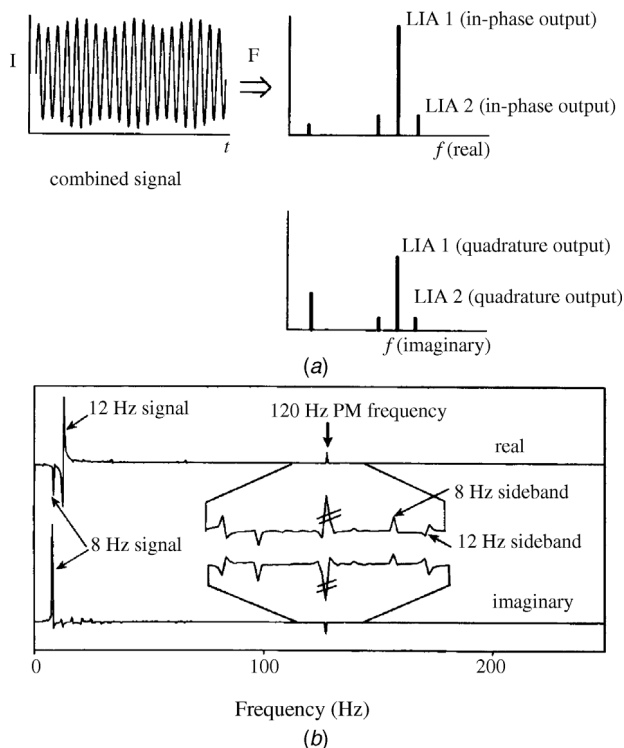 I
t
F
combined signal
LIA 1 (in-phase output)
LIA 2 (in-phase output)
f (real)
LIA 1 (quadrature output)
LIA 2 (quadrature output)
f (imaginary)
(a)
12 Hz signal
120 Hz PM frequency
real
8 Hz sideband
8 Hz signal
12 Hz sideband
imaginary
0
100
200
Frequency (Hz)
(b)